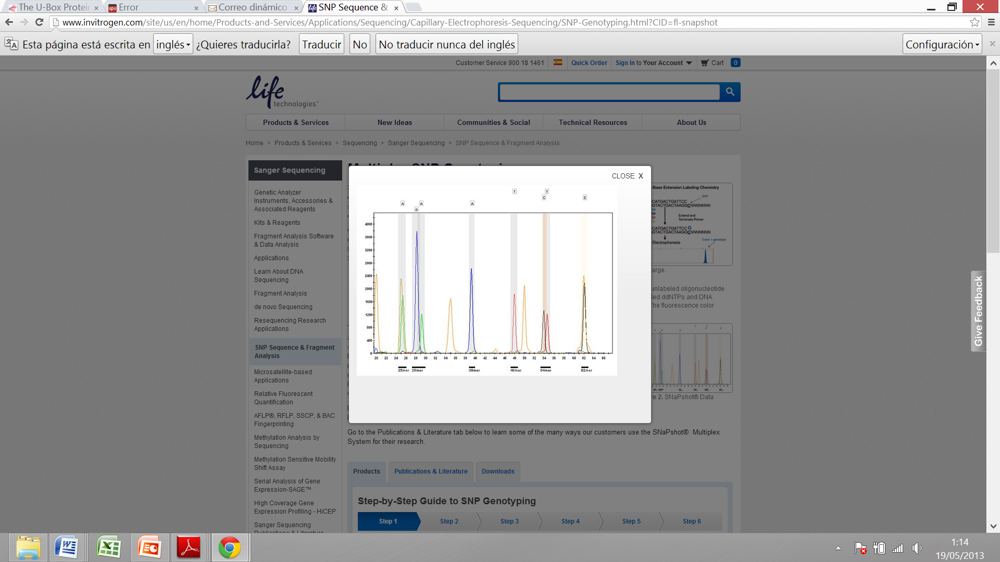 The U-Box Protein
Error
Correo dinámico
SNP Sequence &
www.invitrogen.com/site/us/en/home/Products-and-Services/Applications/Sequencing/Capillary-Electrophoresis-Sequencing/SNP-Genotyping.html?CID=fl-snapshot
Esta página está escrita en inglés ¿Quieres traducirla? Traducir No No traducir nunca del inglés Configuración
Customer Service 900 18 1461 Quick Order Sign In to Your Account Cart 0
life technologies™
Products & Services New Ideas Communities & Social Technical Resources About Us
Home > Products & Services > Sequencing > Sanger Sequencing > SNP Sequence & Fragment Analysis
Sanger Sequencing
Genetic Analyzer
Instruments, Accessories &
Associated Reagents
Kits & Reagents
Fragment Analysis Software
& Data Analysis
Applications
Learn About DNA
Sequencing
Fragment Analysis
de novo Sequencing
Resequencing Research
Applications
SNP Sequence & Fragment
Analysis
Microsatellite-based
Applications
Relative Fluorescent
Quantification
AFLP®, RFLP, SSCP, & BAC
Fingerprinting
Methylation Analysis by
Sequencing
Methylation Sensitive Mobility
Shift Assay
Serial Analysis of Gene
Expression-SAGE™
High Coverage Gene
Expression Profiling - HiCEP
Sanger Sequencing
CLOSE X
T T
C C
A A A
G
4000
3600
3200
2800
2400
2000
1600
1200
800
400
0
20 22 24 26 28 30 32 34 36 38 40 42 44 46 48 50 52 54 56 58 60 62 64 66
25mer 28mer 39mer 48mer 54mer 62mer
-Base Extension Labeling Chemistry
SNP
CATGACTGATTCC
GTACTGACTAAGGCNNNNNNN
TP
TP
Extend and
Terminate Primer
CATGACTGATTCCG
GTACTGACTAAGGCNNNNNNN
Electrophoresis
Color = genotype
arge.
unlabeled oligonucleotide
led ddNTPs and DNA
he fluorescence color
e 2. SNaPshot® Data
Go to the Publications & Literature tab below to learn some of the many ways our customers use the SNaPshot® Multiplex
System for their research.
Products Publications & Literature Downloads
Step-by-Step Guide to SNP Genotyping
Step 1 Step 2 Step 3 Step 4 Step 5 Step 6
Give Feedback
1:14
19/05/2013